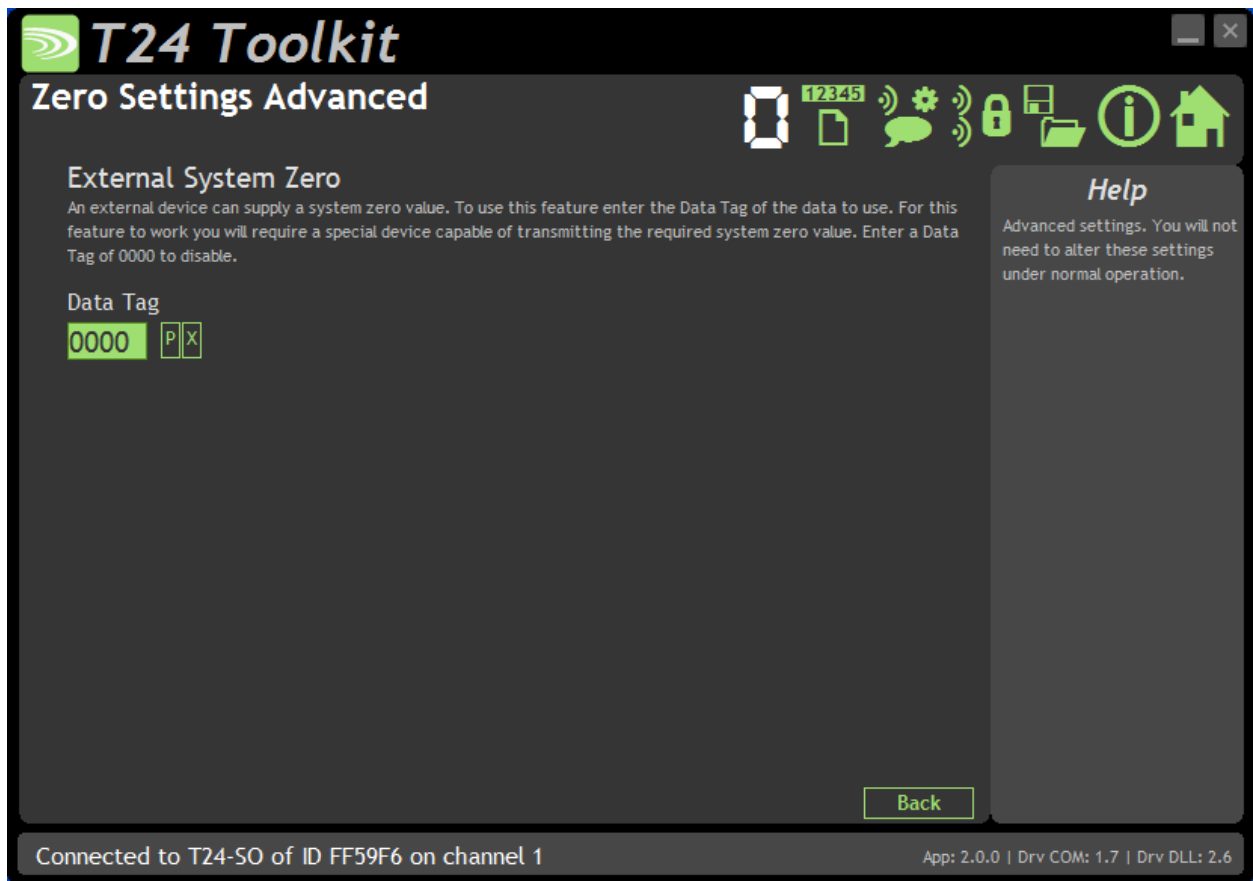 T24 Toolkit
Zero Settings Advanced
0
12345
External System Zero
An external device can supply a system zero value. To use this feature enter the Data Tag of the data to use. For this
feature to work you will require a special device capable of transmitting the required system zero value. Enter a Data
Tag of 0000 to disable.
Data Tag
0000 P X
Help
Advanced settings. You will not
need to alter these settings
under normal operation.
Back
Connected to T24-SO of ID FF59F6 on channel 1
App: 2.0.0 | Drv COM: 1.7 | Drv DLL: 2.6